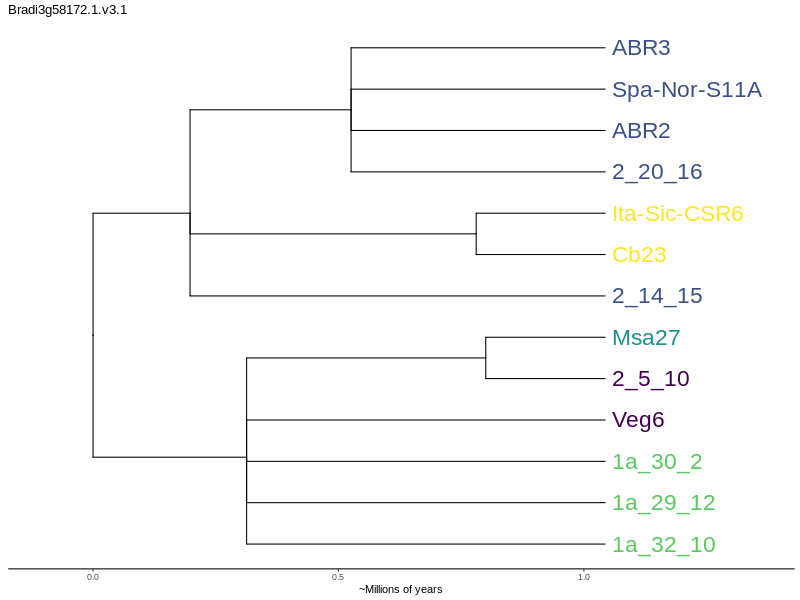 Bradi3g58172.1.v3.1
ABR3
Spa-Nor-S11A
ABR2
2_20_16
Ita-Sic-CSR6
Cb23
2_14_15
Msa27
2_5_10
Veg6
1a_30_2
1a_29_12
1a_32_10
0.0 0.5 1.0
~Millions of years